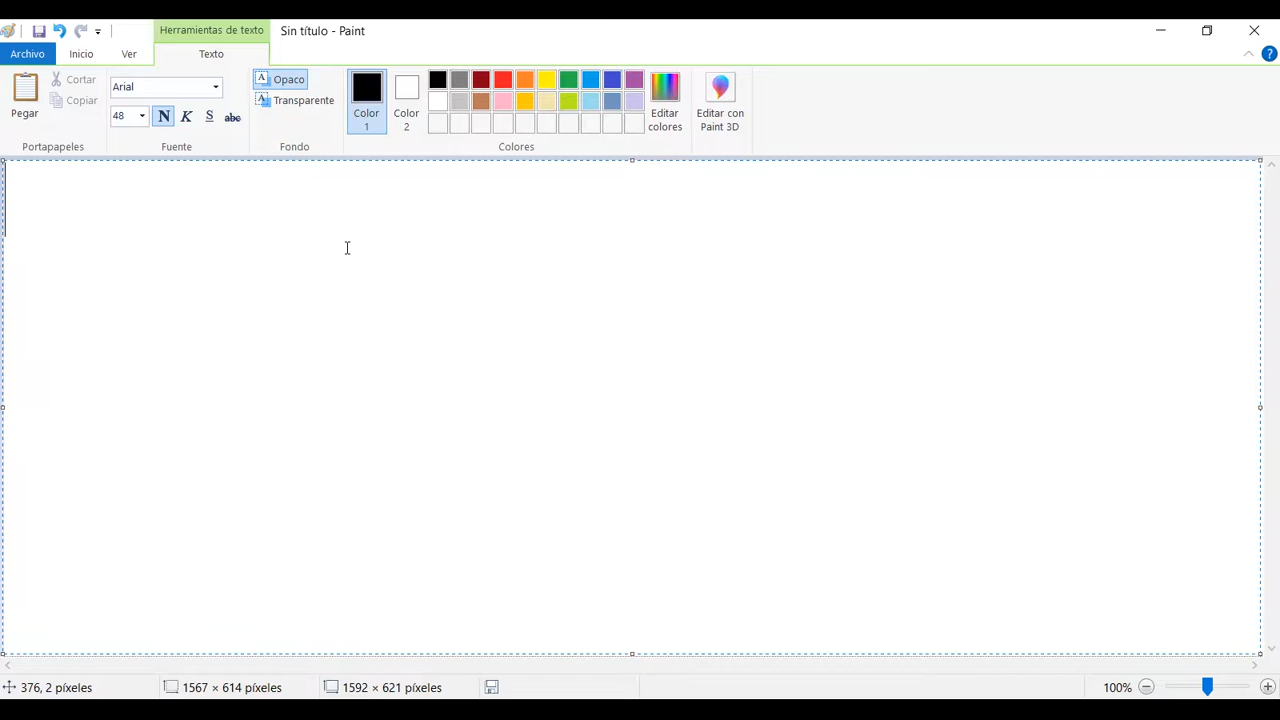 Herramientas de texto
Sin título - Paint
Archivo
Inicio
Ver
Texto
?
Pegar
Cortar
Copiar
Portapapeles
Arial
48
N K S abc
Fuente
A Opaco
A Transparente
Fondo
Color
1
Color
2
Editar
colores
Colores
Editar con
Paint 3D
376, 2 píxeles
1567 × 614 píxeles
1592 × 621 píxeles
100%